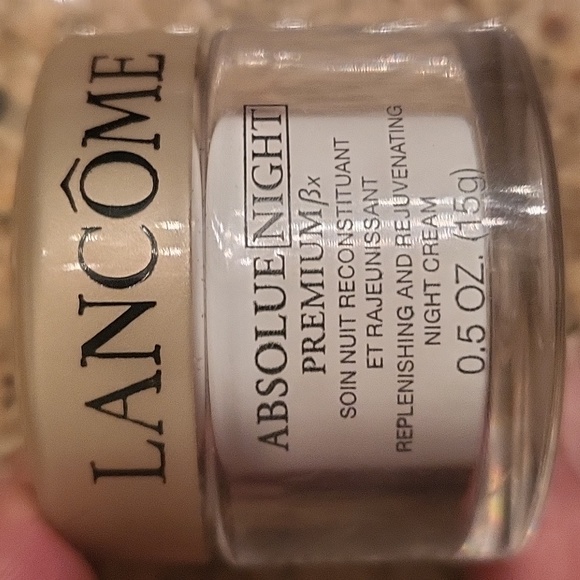 LANCÔME
ABSOLUE NIGHT
PREMIUM βx
SOIN NUIT RECONSTITUANT
ET RAJEUNISSANT
REPLENISHING AND REJUVENATING
NIGHT CREAM
0.5 OZ. (15g)